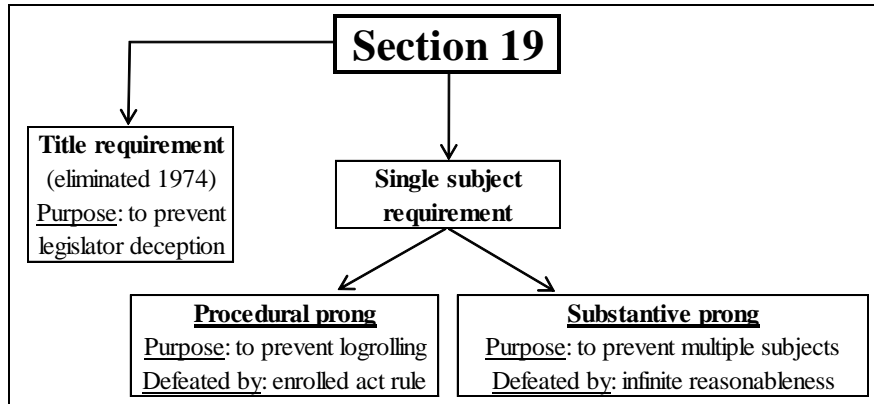 Section 19
Title requirement
(eliminated 1974)
Purpose: to prevent
legislator deception
Single subject
requirement
Procedural prong
Purpose: to prevent logrolling
Defeated by: enrolled act rule
Substantive prong
Purpose: to prevent multiple subjects
Defeated by: infinite reasonableness